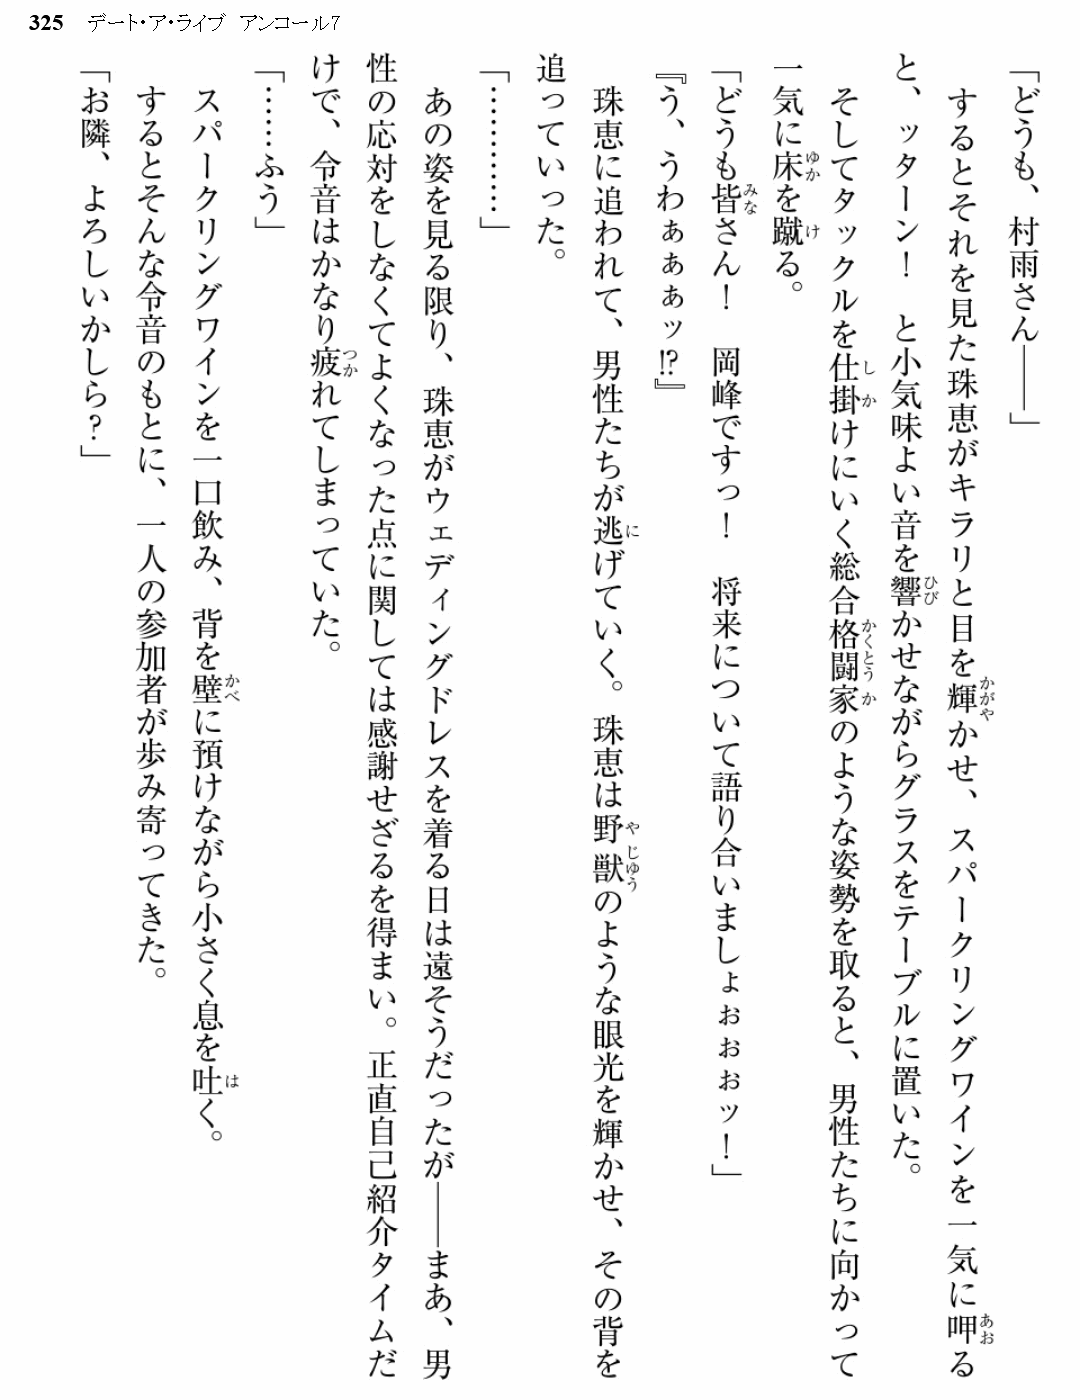 325 デート・ア・ライブ アンコール7
「どうも、村雨さん――」
するとそれを見た珠恵がキラリと目を輝かせ、スパークリングワインを一気に呷る
と、ッターン！　と小気味よい音を響かせながらグラスをテーブルに置いた。
そしてタックルを仕掛けにいく総合格闘家のような姿勢を取ると、男性たちに向かって
一気に床を蹴る。
「どうも皆さん！　岡峰ですっ！　将来について語り合いましょぉぉぉッ！」
『う、うわぁぁぁッ!?』
珠恵に追われて、男性たちが逃げていく。珠恵は野獣のような眼光を輝かせ、その背を
追っていった。
「…………」
あの姿を見る限り、珠恵がウェディングドレスを着る日は遠そうだったが――まあ、男
性の応対をしなくてよくなった点に関しては感謝せざるを得まい。正直自己紹介タイムだ
けで、令音はかなり疲れてしまっていた。
「……ふう」
スパークリングワインを一口飲み、背を壁に預けながら小さく息を吐く。
するとそんな令音のもとに、一人の参加者が歩み寄ってきた。
「お隣、よろしいかしら？」